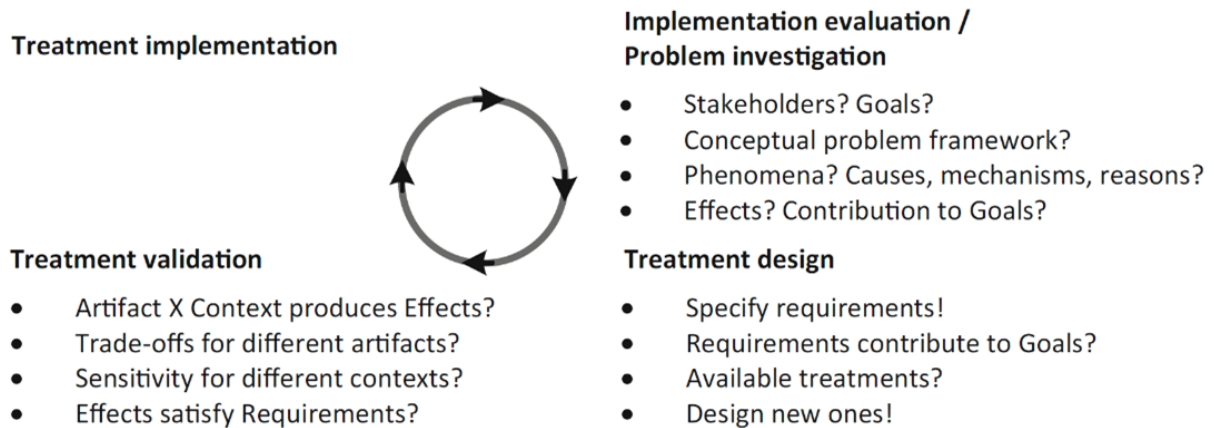 Treatment implementation
Implementation evaluation /
Problem investigation
• Stakeholders? Goals?
• Conceptual problem framework?
• Phenomena? Causes, mechanisms, reasons?
• Effects? Contribution to Goals?
Treatment validation
• Artifact X Context produces Effects?
• Trade-offs for different artifacts?
• Sensitivity for different contexts?
• Effects satisfy Requirements?
Treatment design
• Specify requirements!
• Requirements contribute to Goals?
• Available treatments?
• Design new ones!